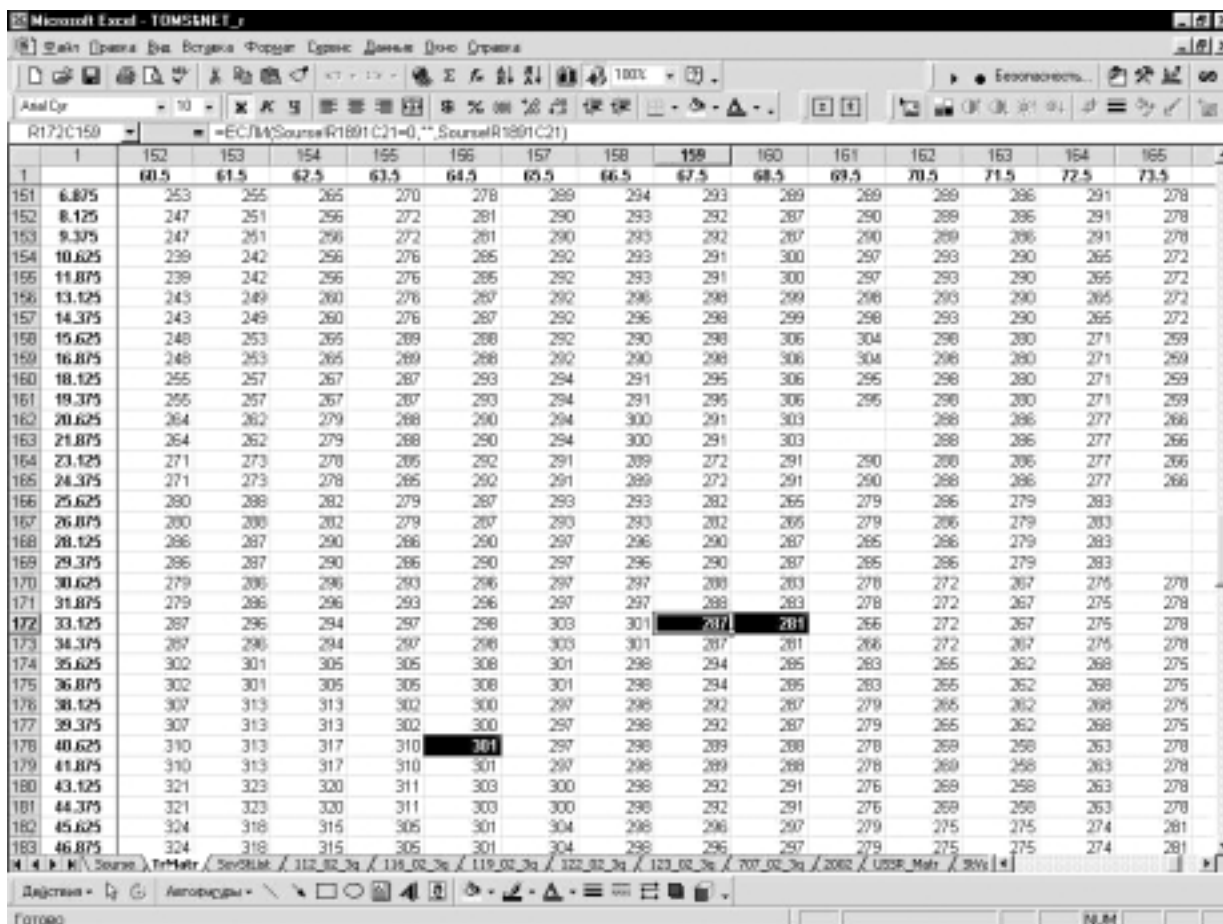 Microsoft Excel - TOMS&NET_r
Файл Правка Вид Вставка Формат Сервис Данные Окно Справка
100%
Безопасность...
Arial Cyr 10 Ж К Ч
R172C159 = =ЕСЛИ(Sourse!R1891C21=0,"",Sourse!R1891C21)
1 152 153 154 155 156 157 158 159 160 161 162 163 164 165
1 60.5 61.5 62.5 63.5 64.5 65.5 66.5 67.5 68.5 69.5 70.5 71.5 72.5 73.5
151 6.875 253 255 265 270 278 289 294 293 289 289 289 286 291 278
152 8.125 247 251 256 272 281 290 293 292 287 290 289 286 291 278
153 9.375 247 251 256 272 281 290 293 292 287 290 289 286 291 278
154 10.625 239 242 256 276 285 292 293 291 300 297 293 290 265 272
155 11.875 239 242 256 276 285 292 293 291 300 297 293 290 265 272
156 13.125 243 249 260 276 287 292 296 298 299 298 293 290 265 272
157 14.375 243 249 260 276 287 292 296 298 299 298 293 290 265 272
158 15.625 248 253 265 289 288 292 290 298 306 304 298 280 271 259
159 16.875 248 253 265 289 288 292 290 298 306 304 298 280 271 259
160 18.125 255 257 267 287 293 294 291 295 306 295 298 280 271 259
161 19.375 255 257 267 287 293 294 291 295 306 295 298 280 271 259
162 20.625 264 262 279 288 290 294 300 291 303 288 286 277 266
163 21.875 264 262 279 288 290 294 300 291 303 288 286 277 266
164 23.125 271 273 278 285 292 291 289 272 291 290 288 286 277 266
165 24.375 271 273 278 285 292 291 289 272 291 290 288 286 277 266
166 25.625 280 288 282 279 287 293 293 282 265 279 286 279 283
167 26.875 280 288 282 279 287 293 293 282 265 279 286 279 283
168 28.125 286 287 290 286 290 297 296 290 287 285 286 279 283
169 29.375 286 287 290 286 290 297 296 290 287 285 286 279 283
170 30.625 279 286 296 293 296 297 297 288 283 278 272 267 275 278
171 31.875 279 286 296 293 296 297 297 288 283 278 272 267 275 278
172 33.125 287 296 294 297 298 303 301 287 281 266 272 267 275 278
173 34.375 287 296 294 297 298 303 301 287 281 266 272 267 275 278
174 35.625 302 301 305 305 308 301 298 294 285 283 265 262 268 275
175 36.875 302 301 305 305 308 301 298 294 285 283 265 262 268 275
176 38.125 307 313 313 302 300 297 298 292 287 279 265 262 268 275
177 39.375 307 313 313 302 300 297 298 292 287 279 265 262 268 275
178 40.625 310 313 317 310 301 297 298 289 288 278 269 258 263 278
179 41.875 310 313 317 310 301 297 298 289 288 278 269 258 263 278
180 43.125 321 323 320 311 303 300 298 292 291 276 269 258 263 278
181 44.375 321 323 320 311 303 300 298 292 291 276 269 258 263 278
182 45.625 324 318 315 305 301 304 298 296 297 279 275 275 274 281
183 46.875 324 318 315 305 301 304 298 296 297 279 275 275 274 281
Sourse TrMatr SovStList 112_02_3q 116_02_3q 119_02_3q 122_02_3q 123_02_3q 707_02_3q 2002 USSR_Matr
Действия Автофигуры
Готово NUM